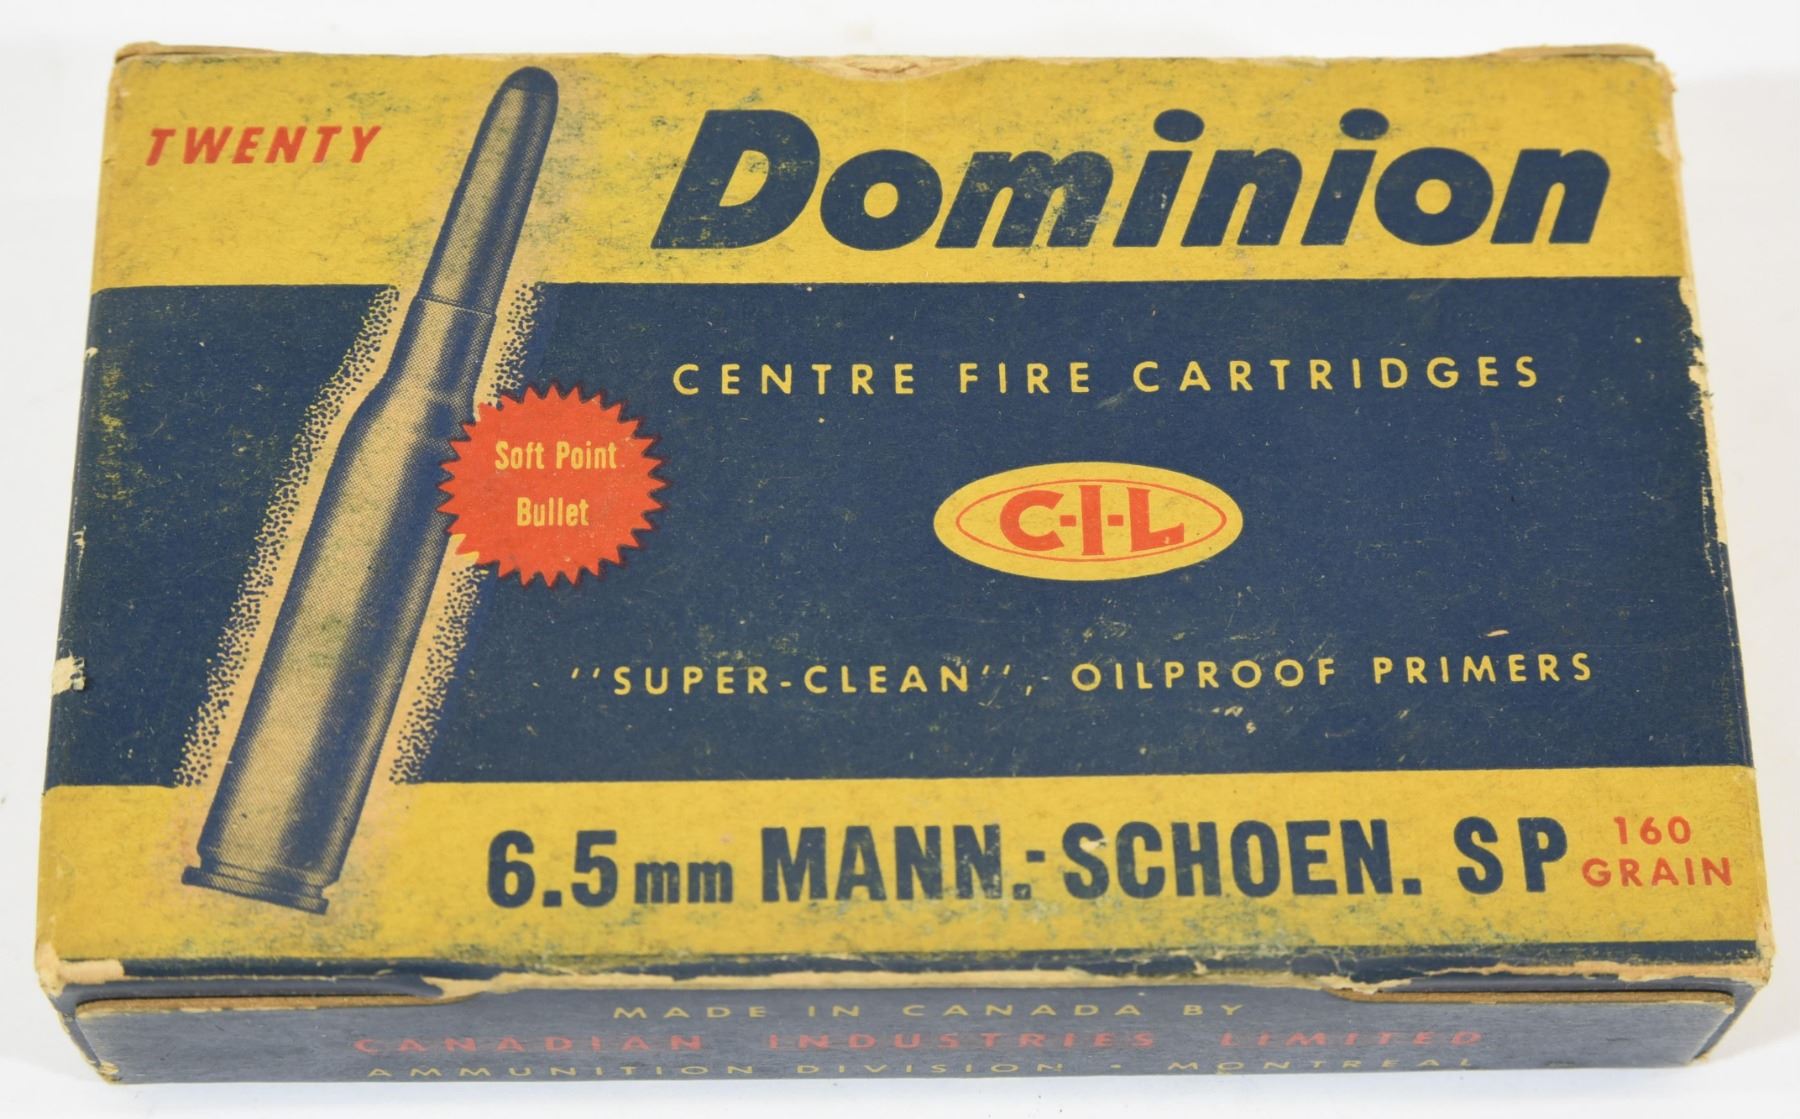 TWENTY
Dominion
CENTRE FIRE CARTRIDGES
Soft Point
Bullet
C-I-L
"SUPER-CLEAN", OILPROOF PRIMERS
6.5mm MANN.-SCHOEN. SP 160 GRAIN
MADE IN CANADA BY
CANADIAN INDUSTRIES LIMITED
AMMUNITION DIVISION • MONTREAL